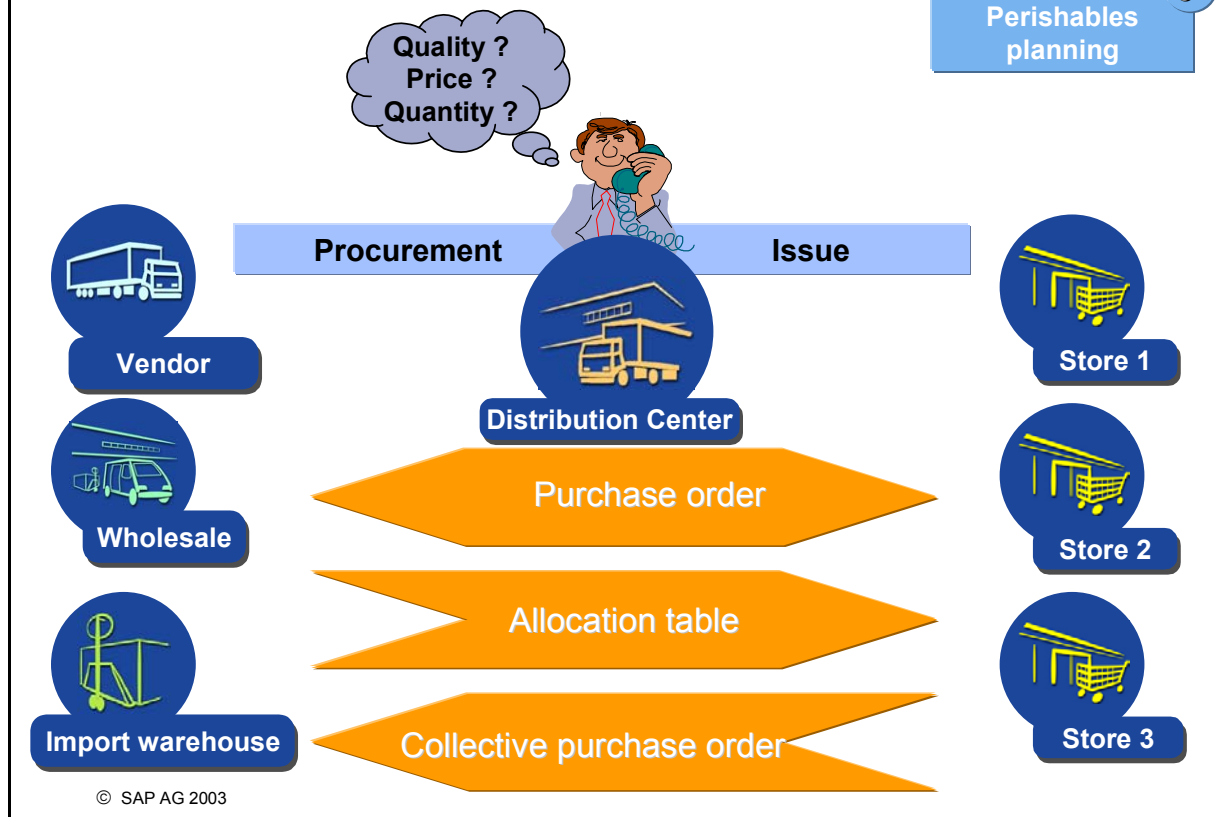 Perishables
planning
Quality ?
Price ?
Quantity ?
Procurement
Issue
Vendor
Store 1
Distribution Center
Purchase order
Wholesale
Store 2
Allocation table
Import warehouse
Collective purchase order
Store 3
© SAP AG 2003